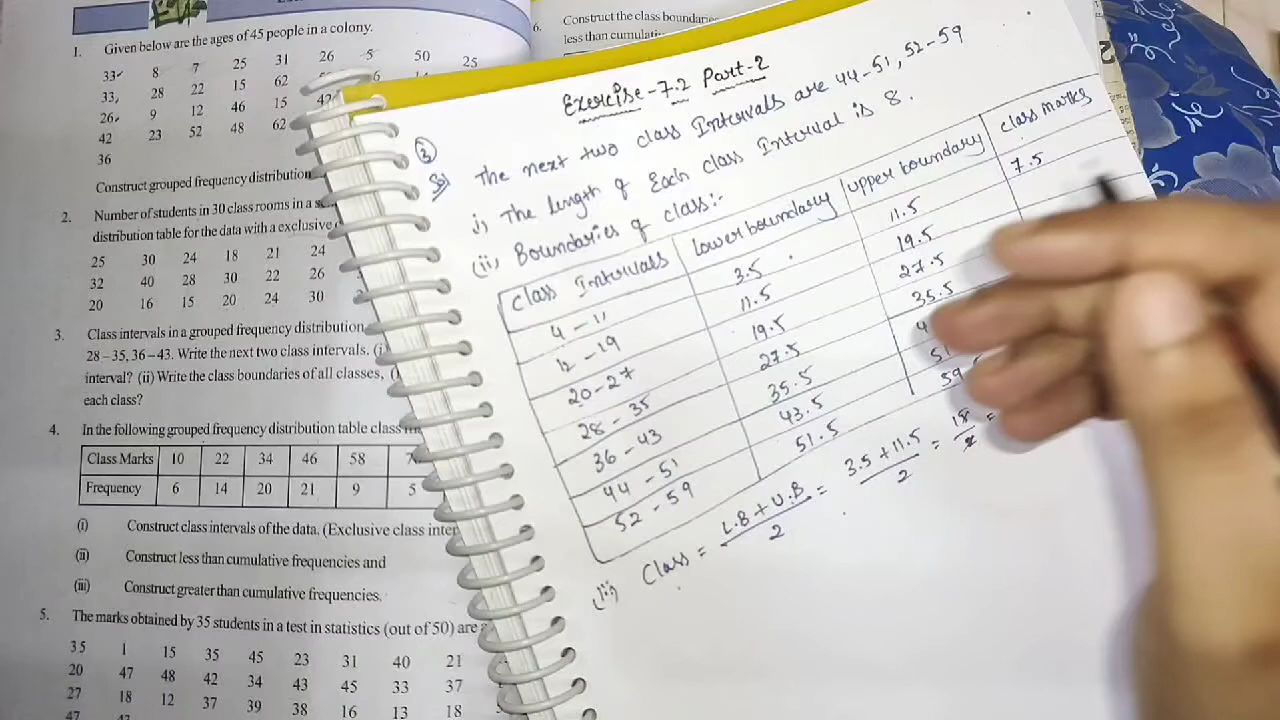 1. Given below are the ages of 45 people in a colony.
33 8 7 25 31 26 5 50 25
33, 28 22 15 62 6
26 9 12 46 15 42
42 23 52 48 62
36
Construct grouped frequency distribution
2. Number of students in 30 class rooms in a
distribution table for the data with a exclusive
25 30 24 18 21 24
32 40 28 30 22 26
20 16 15 20 24 30
3. Class intervals in a grouped frequency distribution
28 – 35, 36 – 43. Write the next two class intervals. (i)
interval? (ii) Write the class boundaries of all classes,
each class?
4. In the following grouped frequency distribution table class
Class Marks 10 22 34 46 58
Frequency 6 14 20 21 9 5
(i) Construct class intervals of the data. (Exclusive class
(ii) Construct less than cumulative frequencies and
(iii) Construct greater than cumulative frequencies.
5. The marks obtained by 35 students in a test in statistics (out of 50) are
35 1 15 35 45 23 31 40 21
20 47 48 42 34 43 45 33 37
27 18 12 37 39 38 16 13 18
47
6. Construct the class boundaries
less than
Exercise-7.2 Part-2
3
Sol The next two class Intervals are 44-51, 52-59
i) The length of Each class Interval is 8.
(ii) Boundaries of class:-
class Intervals lower boundary upper boundary class marks
4 - 11 3.5 11.5 7.5
12 - 19 11.5 19.5
20-27 19.5 27.5
28 - 35 27.5 35.5
36 - 43 35.5 4
44 - 51 43.5 51
52 - 59 51.5 59
(iii) Class = L.B + U.B / 2 = 3.5 + 11.5 / 2 =